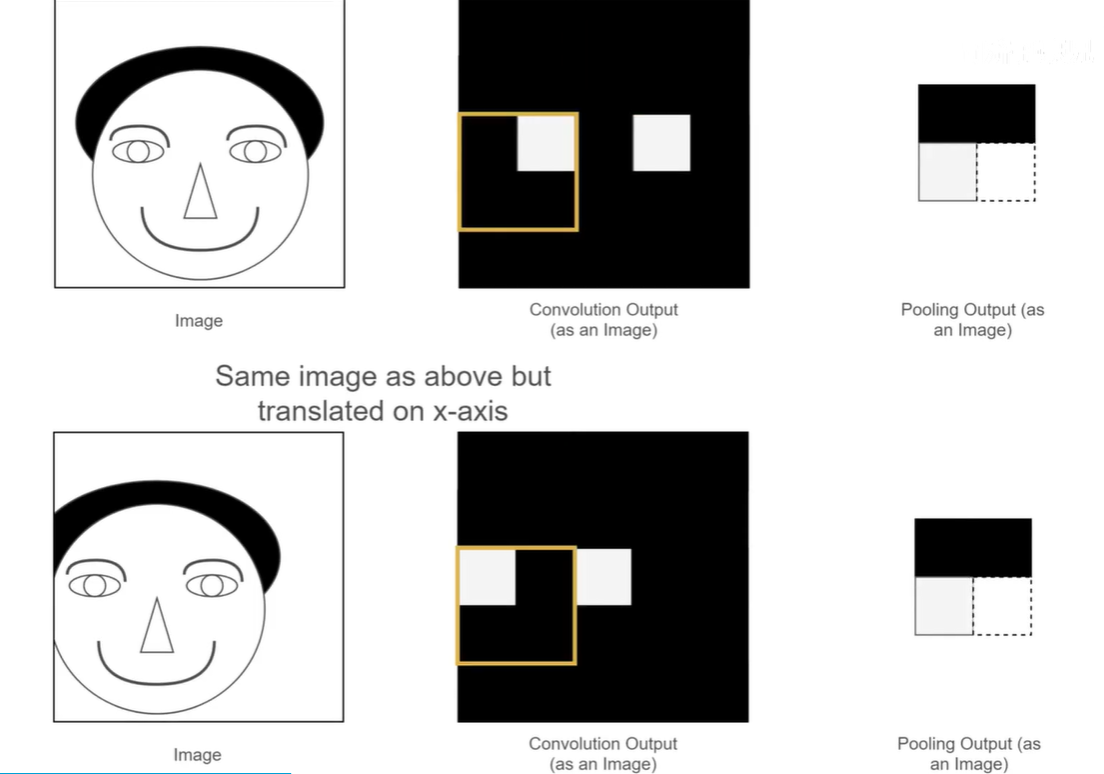 Image
Convolution Output
(as an Image)
Pooling Output (as
an Image)
Same image as above but
translated on x-axis
Image
Convolution Output
(as an Image)
Pooling Output (as
an Image)